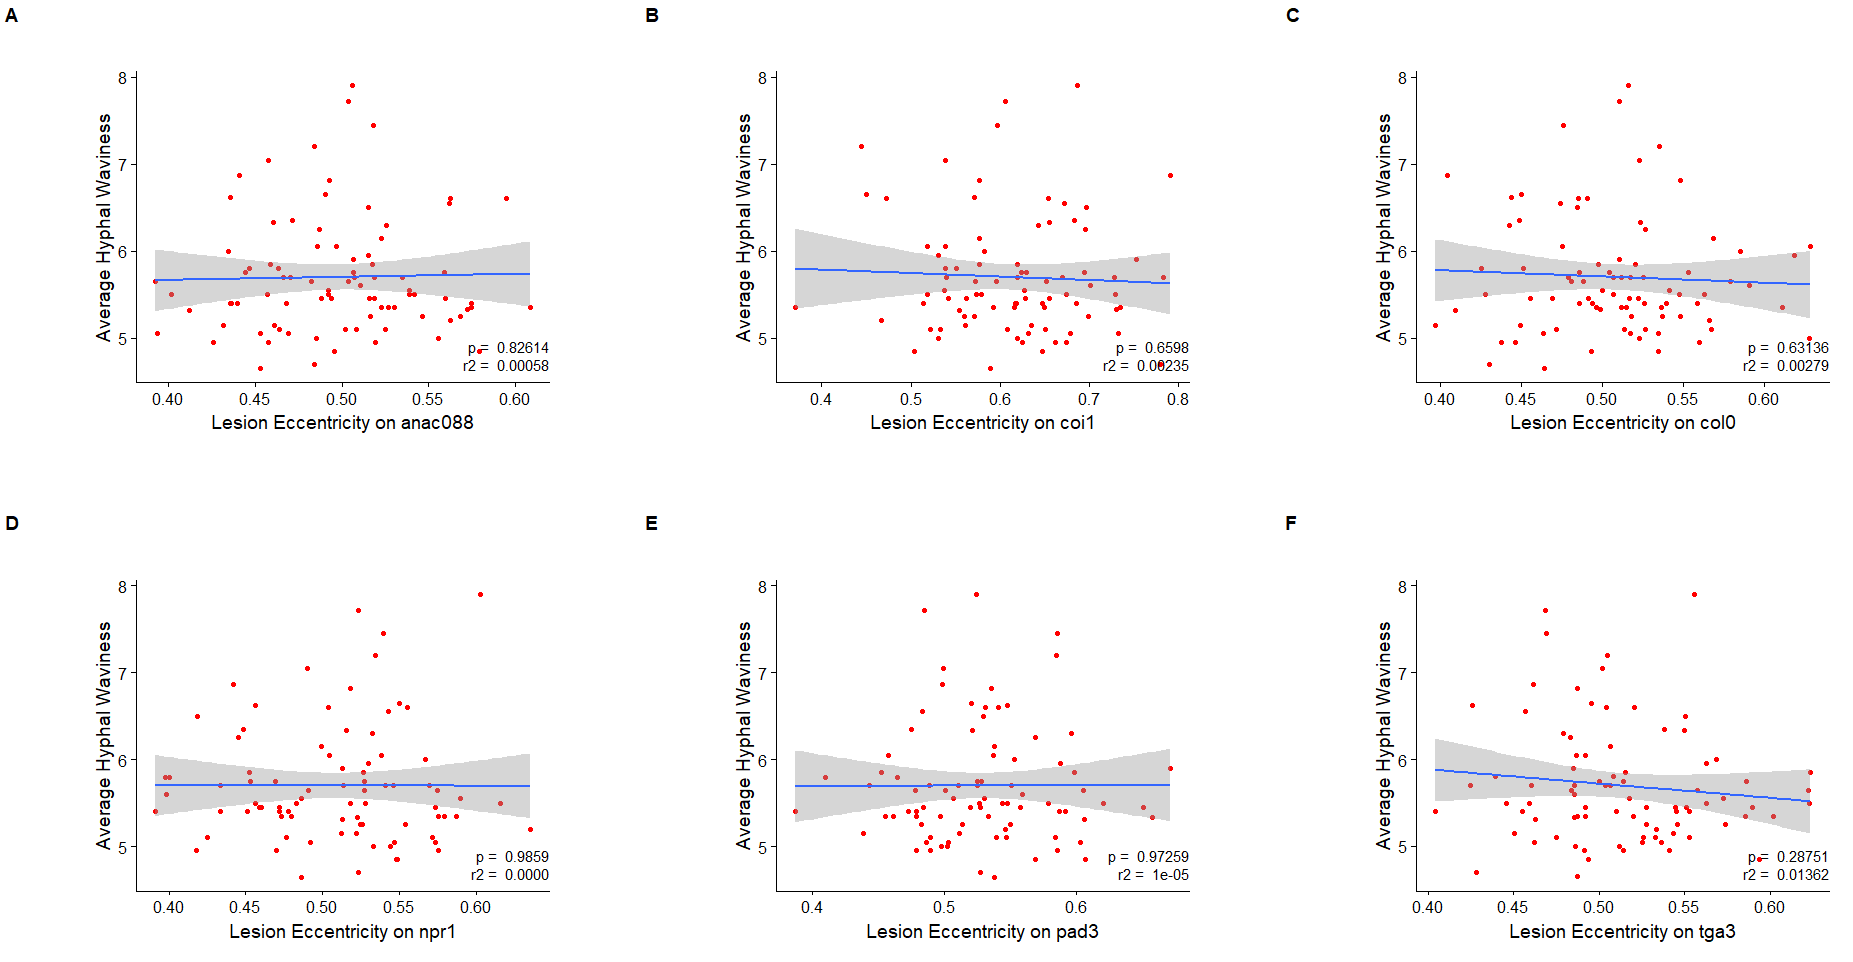 A
Average Hyphal Waviness
8
7
6
5
p = 0.82614
r2 = 0.00058
0.40 0.45 0.50 0.55 0.60
Lesion Eccentricity on anac088
B
Average Hyphal Waviness
8
7
6
5
p = 0.6598
r2 = 0.00235
0.4 0.5 0.6 0.7 0.8
Lesion Eccentricity on coi1
C
Average Hyphal Waviness
8
7
6
5
p = 0.63136
r2 = 0.00279
0.40 0.45 0.50 0.55 0.60
Lesion Eccentricity on col0
D
Average Hyphal Waviness
8
7
6
5
p = 0.9859
r2 = 0.0000
0.40 0.45 0.50 0.55 0.60
Lesion Eccentricity on npr1
E
Average Hyphal Waviness
8
7
6
5
p = 0.97259
r2 = 1e-05
0.4 0.5 0.6
Lesion Eccentricity on pad3
F
Average Hyphal Waviness
8
7
6
5
p = 0.28751
r2 = 0.01362
0.40 0.45 0.50 0.55 0.60
Lesion Eccentricity on tga3